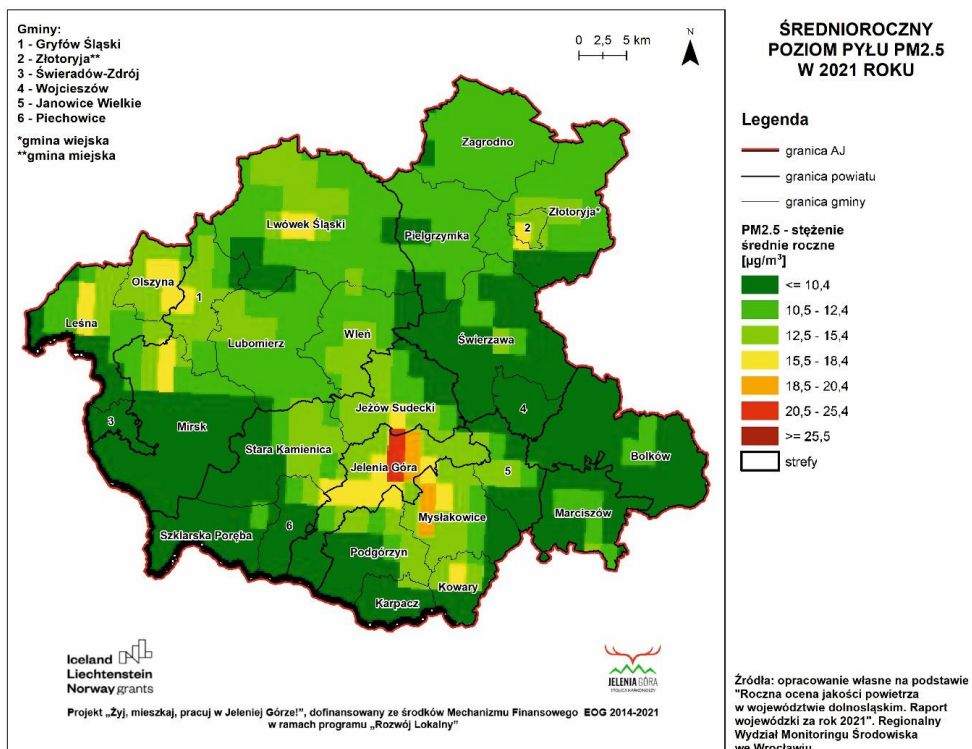 Gminy:
1 - Gryfów Śląski
2 - Złotoryja**
3 - Świeradów-Zdrój
4 - Wojcieszów
5 - Janowice Wielkie
6 - Piechowice
*gmina wiejska
**gmina miejska
0 2,5 5 km
N
Zagrodno
Złotoryja*
2
Lwówek Śląski
Pielgrzymka
Olszyna
1
Leśna
Lubomierz
Wleń
Świerzawa
3
Mirsk
Jeżów Sudecki
4
Stara Kamienica
Jelenia Góra
5
Bolków
Szklarska Poręba
6
Mysłakowice
Marciszów
Podgórzyn
Kowary
Karpacz
Iceland
Liechtenstein
Norway grants
JELENIA GÓRA
STOLICA KARKONOSZY
Projekt „Żyj, mieszkaj, pracuj w Jeleniej Górze!”, dofinansowany ze środków Mechanizmu Finansowego EOG 2014-2021
w ramach programu „Rozwój Lokalny”
ŚREDNIOROCZNY
POZIOM PYŁU PM2.5
W 2021 ROKU
Legenda
granica AJ
granica powiatu
granica gminy
PM2.5 - stężenie
średnie roczne
[µg/m³]
<= 10,4
10,5 - 12,4
12,5 - 15,4
15,5 - 18,4
18,5 - 20,4
20,5 - 25,4
>= 25,5
strefy
Źródła: opracowanie własne na podstawie
"Roczna ocena jakości powietrza
w województwie dolnośląskim. Raport
wojewódzki za rok 2021". Regionalny
Wydział Monitoringu Środowiska
we Wrocławiu